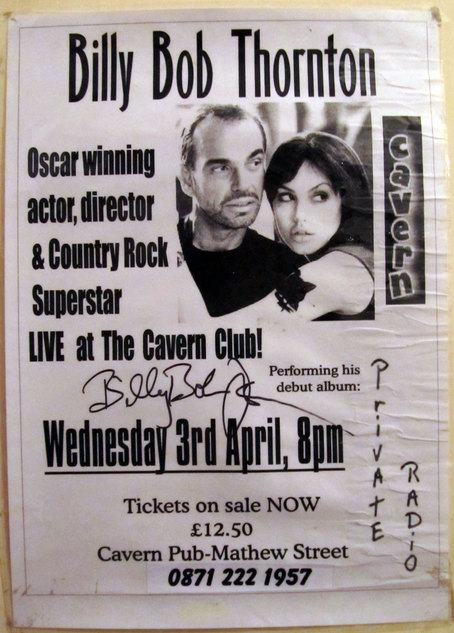 Billy Bob Thornton
Oscar winning
actor, director
& Country Rock
Superstar
LIVE at The Cavern Club!
cavern
Billy Bob
Performing his
debut album:
PrivATE
RADiO
Wednesday 3rd April, 8pm
Tickets on sale NOW
£12.50
Cavern Pub-Mathew Street
0871 222 1957